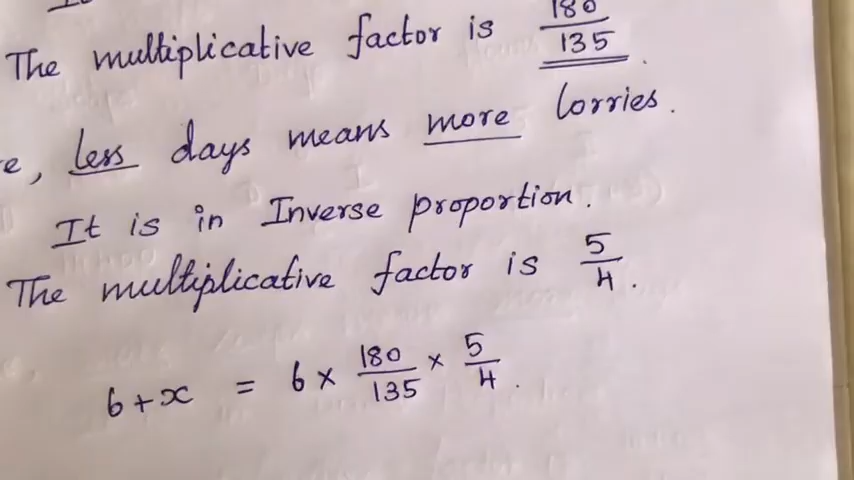 The multiplicative factor is 180/135.
e, less days means more lorries.
It is in Inverse proportion.
The multiplicative factor is 5/4.
6+x = 6 × 180/135 × 5/4.